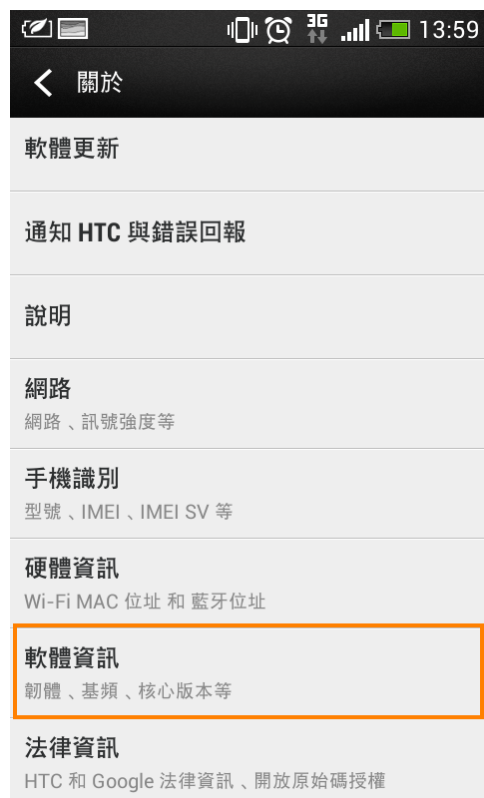 3G 13:59
關於
軟體更新
通知 HTC 與錯誤回報
說明
網路
網路、訊號強度等
手機識別
型號、IMEI、IMEI SV 等
硬體資訊
Wi-Fi MAC 位址 和 藍牙位址
軟體資訊
韌體、基頻、核心版本等
法律資訊
HTC 和 Google 法律資訊、開放原始碼授權